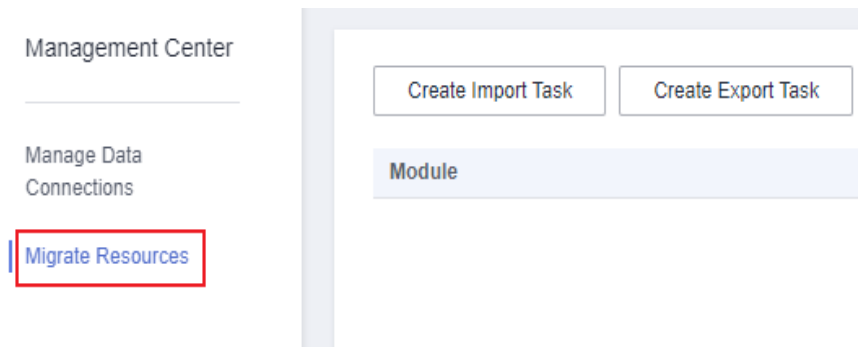 Management Center
Manage Data
Connections
Migrate Resources
Create Import Task
Create Export Task
Module